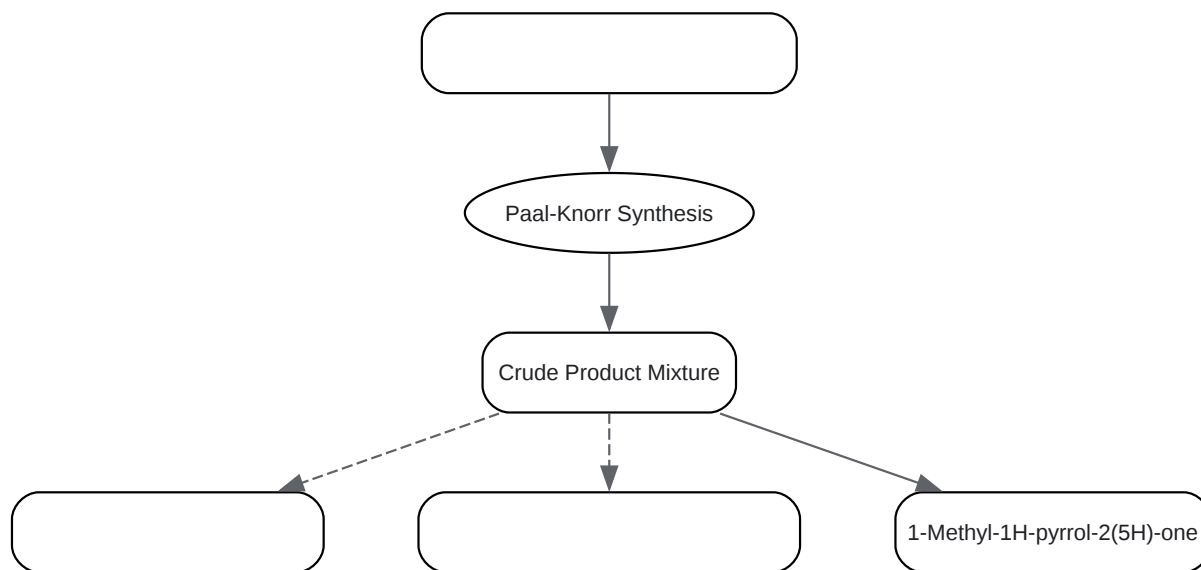 Paal-Knorr Synthesis
Crude Product Mixture
1-Methyl-1H-pyrrol-2(5H)-one